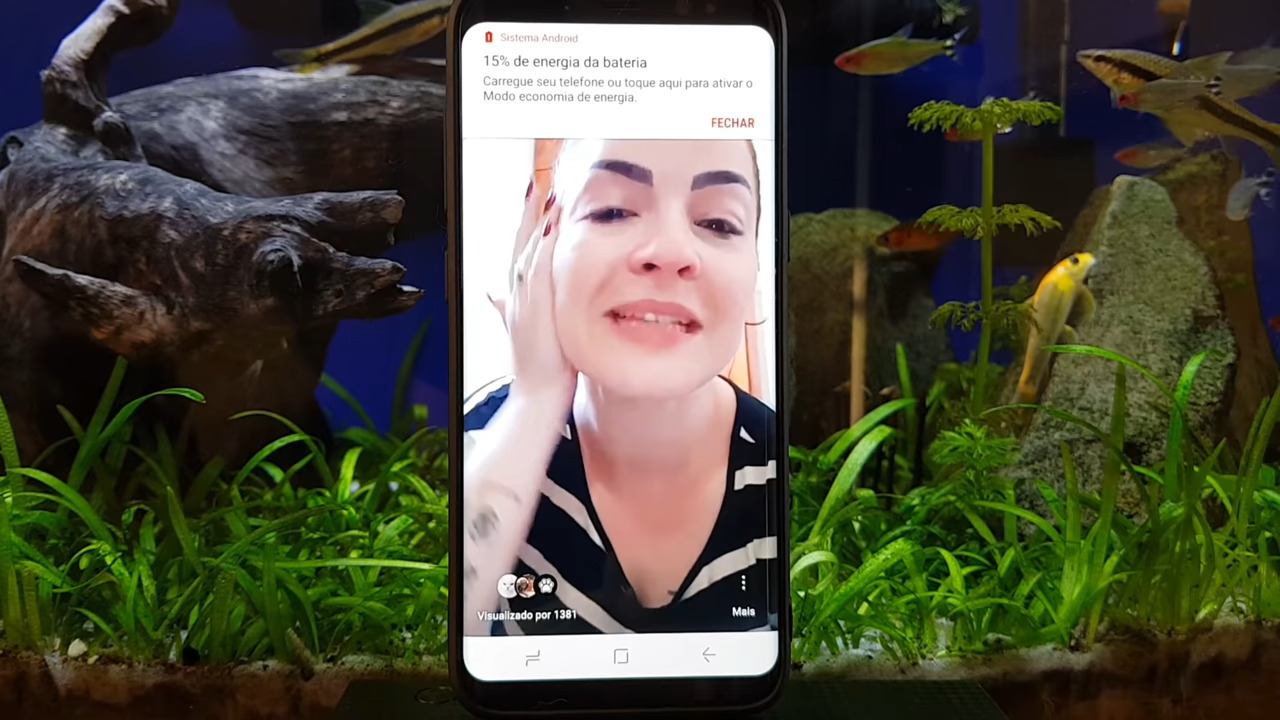 Sistema Android
15% de energia da bateria
Carregue seu telefone ou toque aqui para ativar o
Modo economia de energia.
FECHAR
Visualizado por 1381
Mais